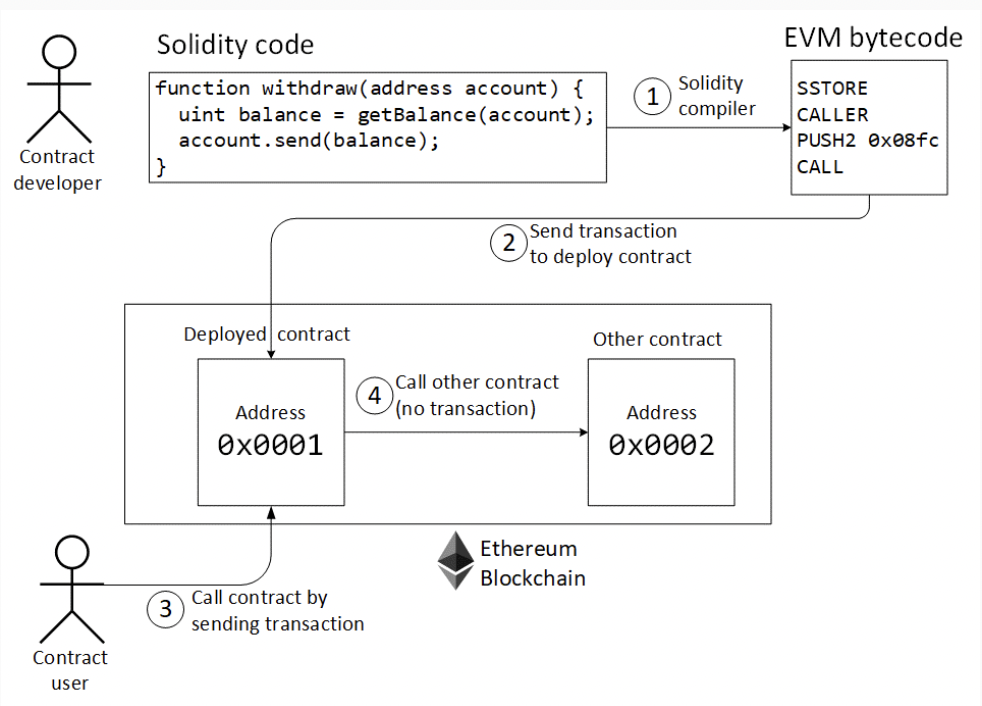 Solidity code
EVM bytecode
function withdraw(address account) {
  uint balance = getBalance(account);
  account.send(balance);
}
1
Solidity
compiler
SSTORE
CALLER
PUSH2 0x08fc
CALL
Contract
developer
2
Send transaction
to deploy contract
Deployed contract
Other contract
Address
0x0001
4
Call other contract
(no transaction)
Address
0x0002
Ethereum
Blockchain
3
Call contract by
sending transaction
Contract
user